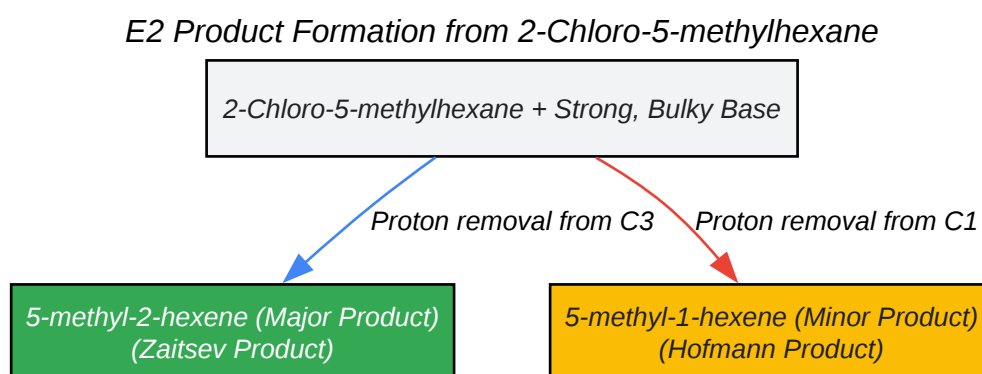 E2 Product Formation from 2-Chloro-5-methylhexane
2-Chloro-5-methylhexane + Strong, Bulky Base
Proton removal from C3
Proton removal from C1
5-methyl-2-hexene (Major Product)
(Zaitsev Product)
5-methyl-1-hexene (Minor Product)
(Hofmann Product)